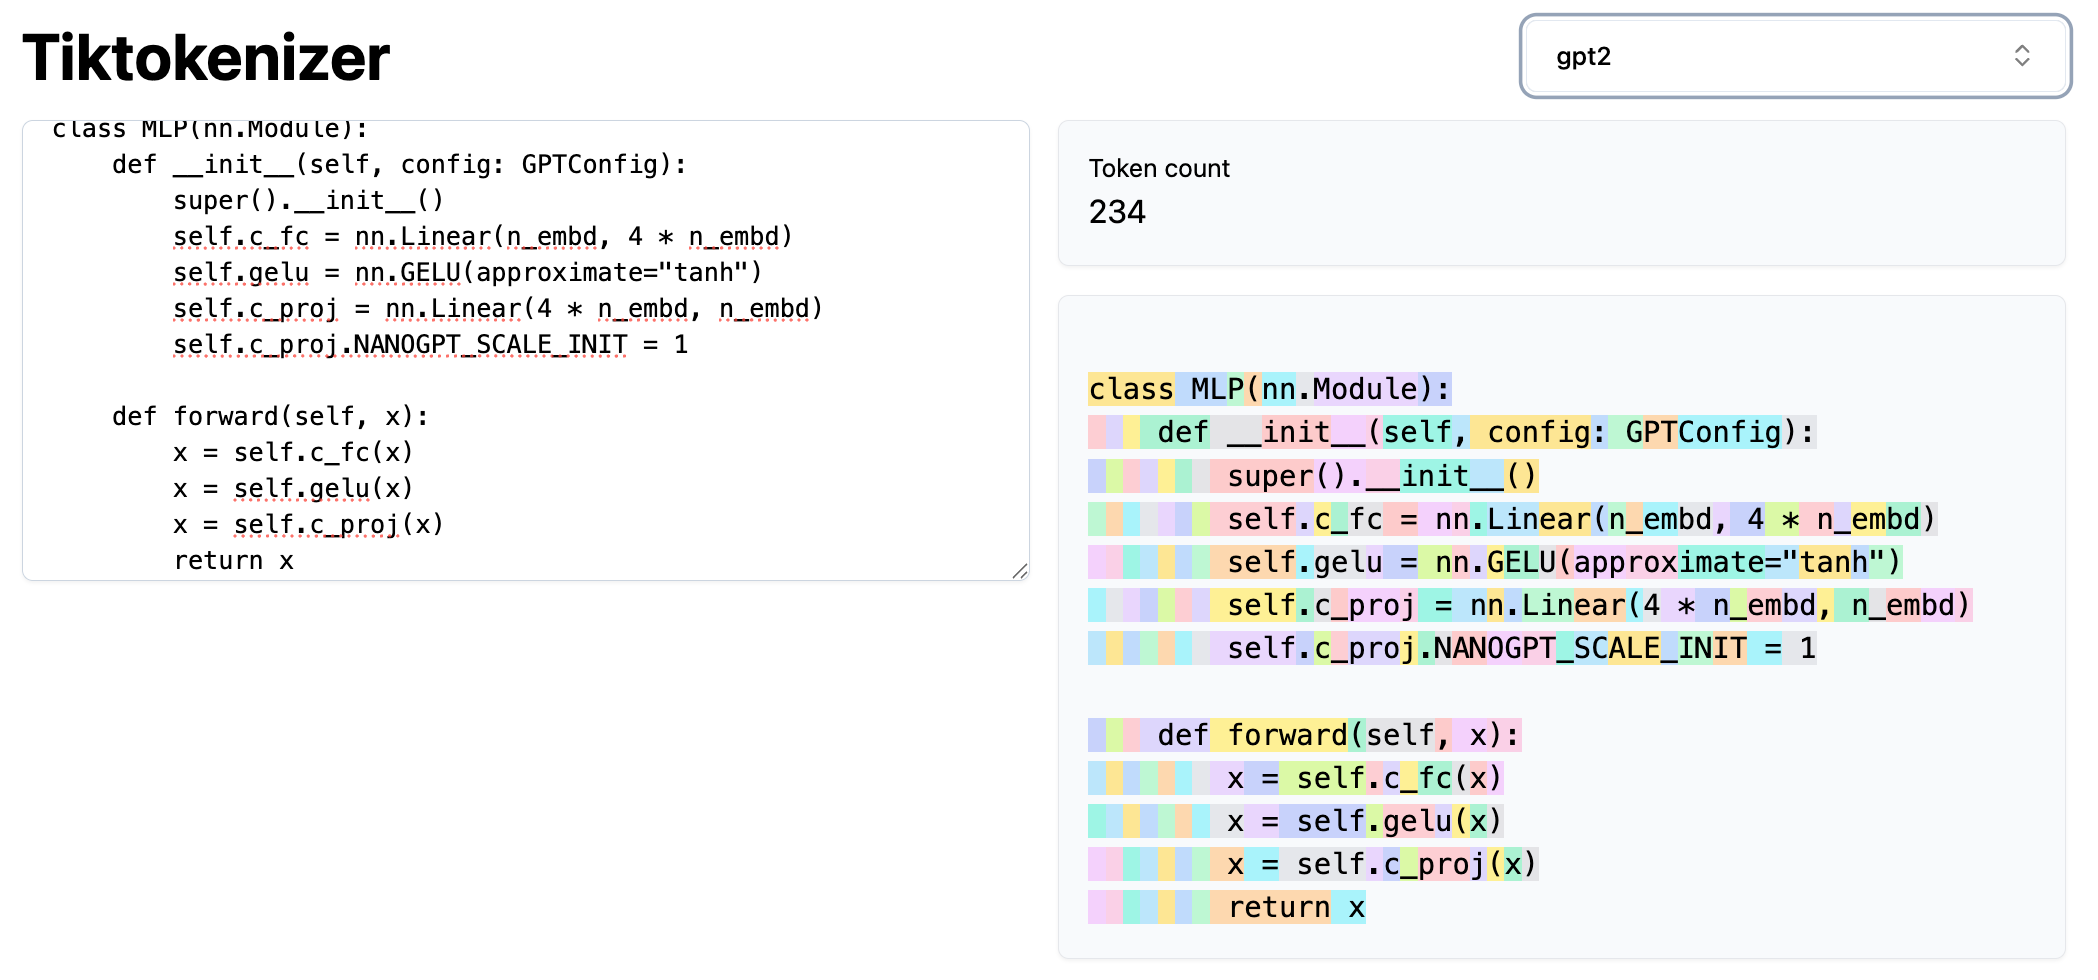 Tiktokenizer
gpt2
class MLP(nn.Module):
    def __init__(self, config: GPTConfig):
        super().__init__()
        self.c_fc = nn.Linear(n_embd, 4 * n_embd)
        self.gelu = nn.GELU(approximate="tanh")
        self.c_proj = nn.Linear(4 * n_embd, n_embd)
        self.c_proj.NANOGPT_SCALE_INIT = 1
    def forward(self, x):
        x = self.c_fc(x)
        x = self.gelu(x)
        x = self.c_proj(x)
        return x
Token count
234
class MLP(nn.Module):
    def __init__(self, config: GPTConfig):
        super().__init__()
        self.c_fc = nn.Linear(n_embd, 4 * n_embd)
        self.gelu = nn.GELU(approximate="tanh")
        self.c_proj = nn.Linear(4 * n_embd, n_embd)
        self.c_proj.NANOGPT_SCALE_INIT = 1
    def forward(self, x):
        x = self.c_fc(x)
        x = self.gelu(x)
        x = self.c_proj(x)
        return x